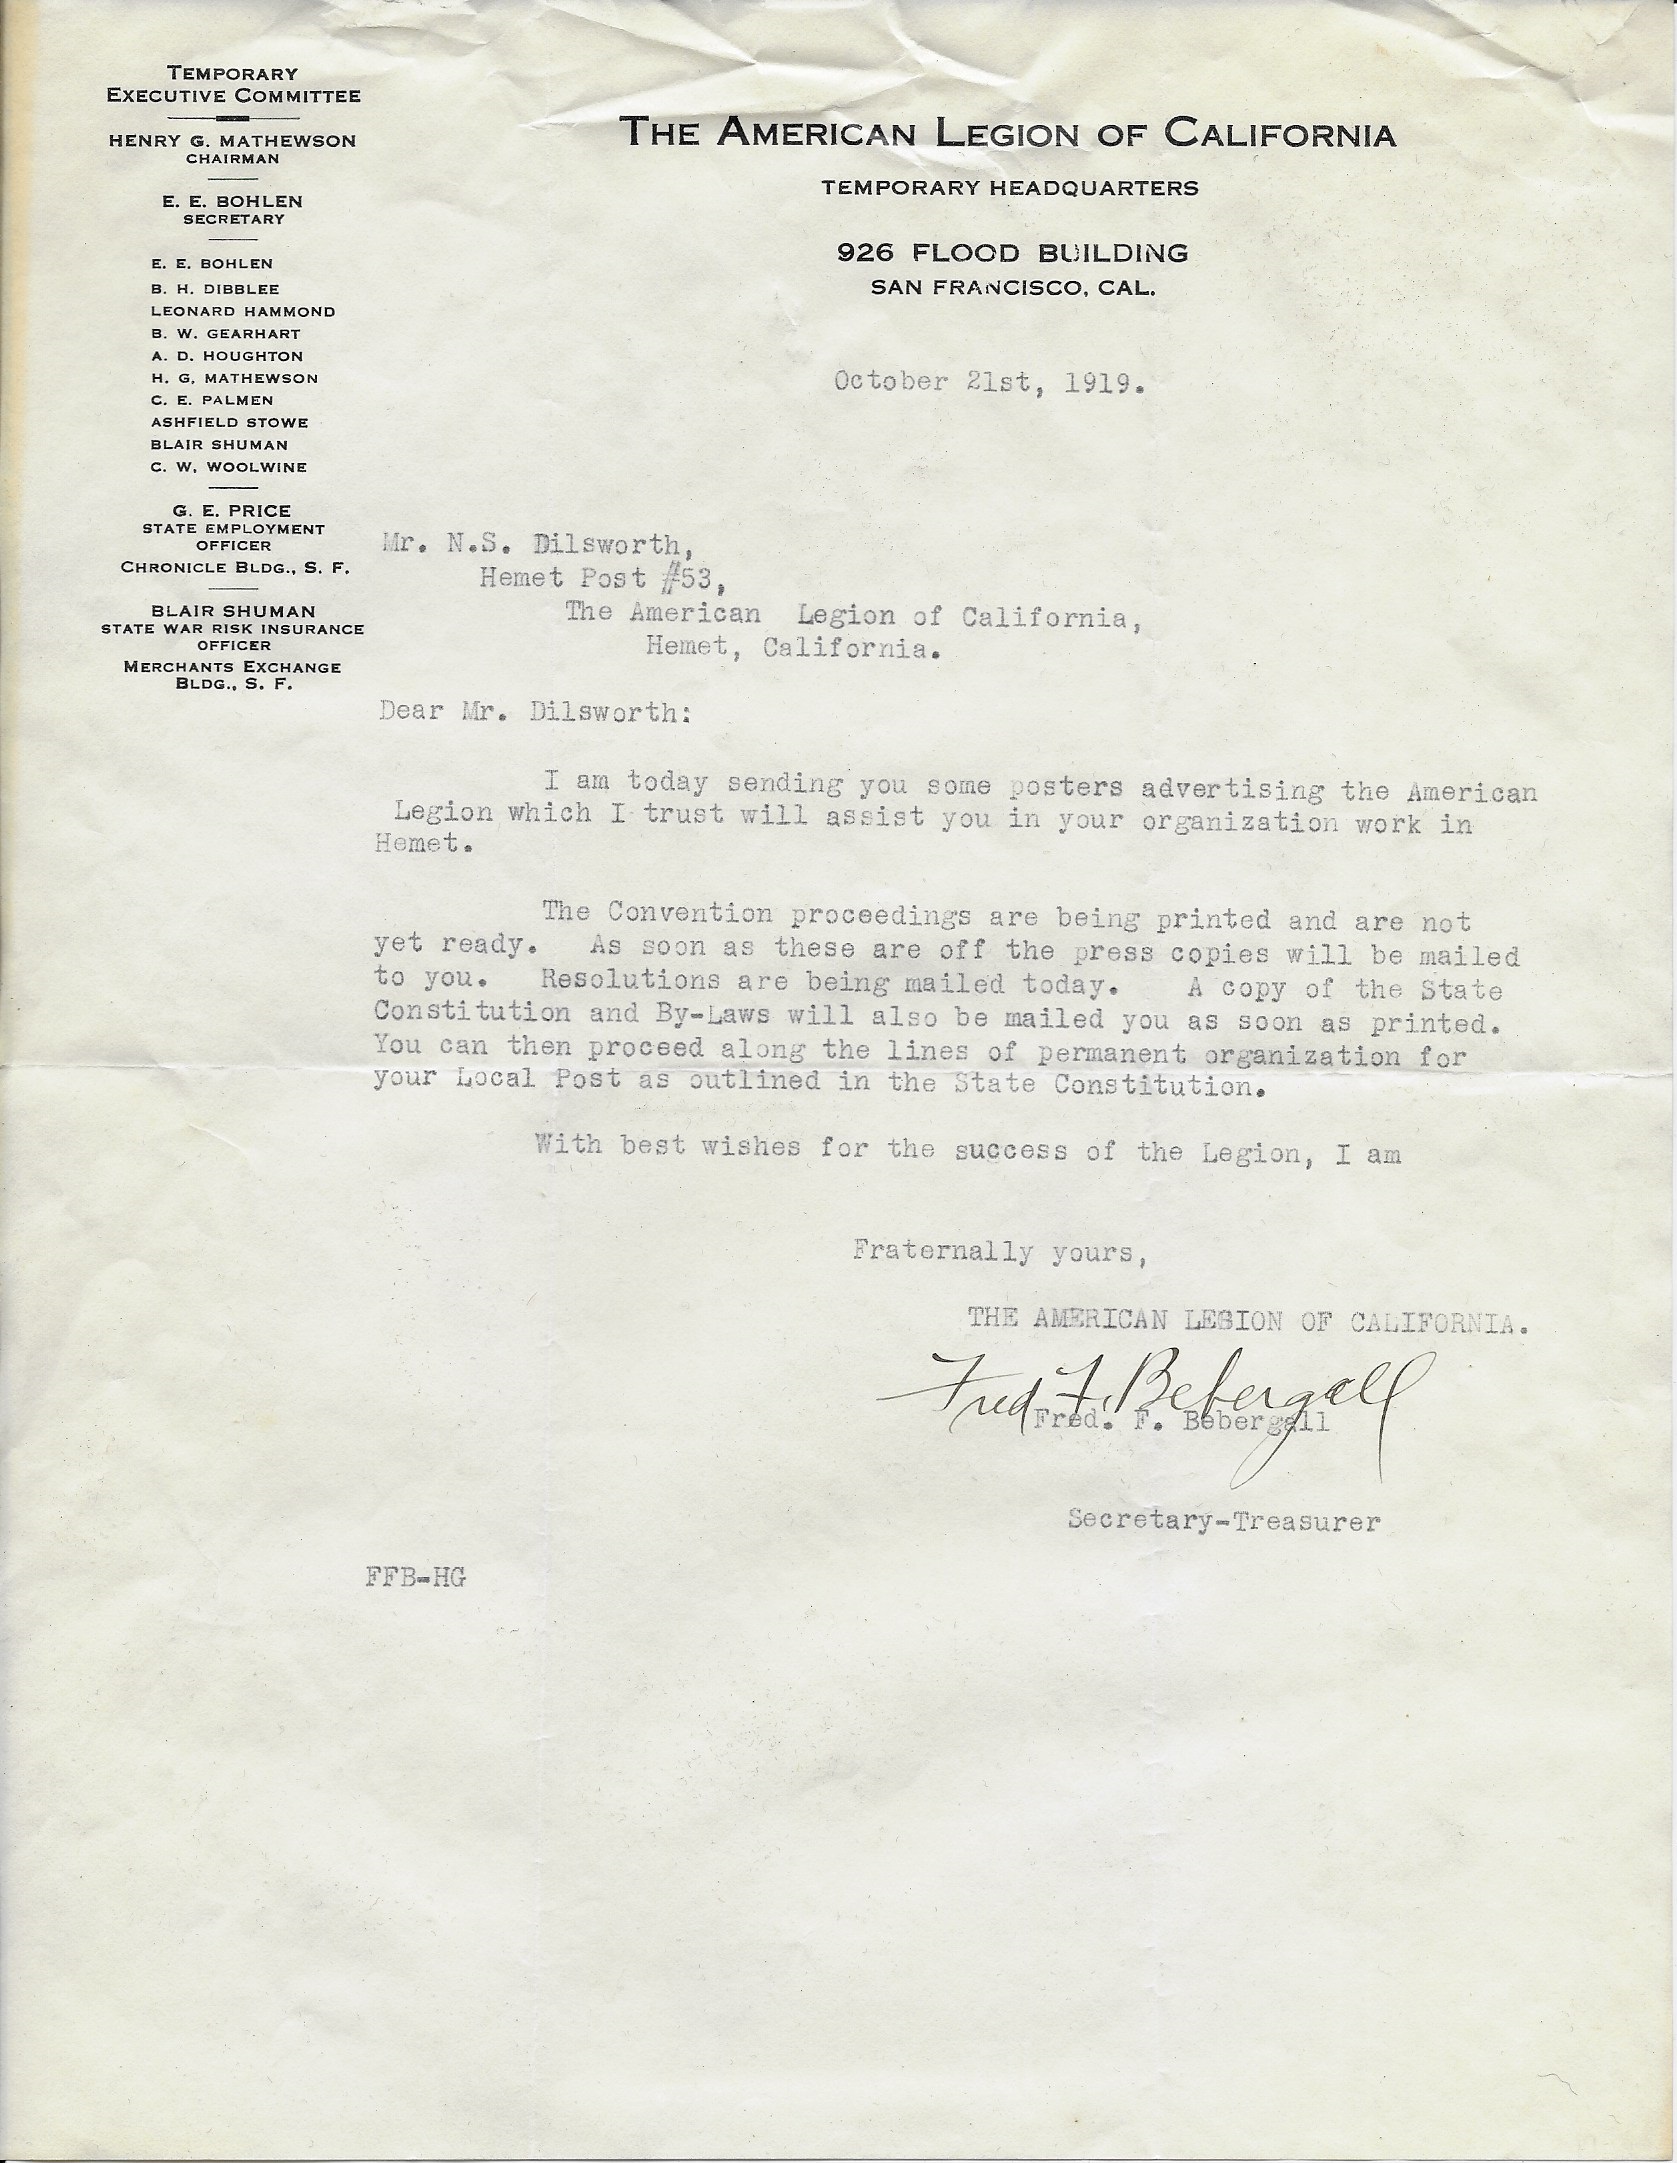 TEMPORARY
EXECUTIVE COMMITTEE
HENRY G. MATHEWSON
CHAIRMAN
E. E. BOHLEN
SECRETARY
E. E. BOHLEN
B. H. DIBBLEE
LEONARD HAMMOND
B. W. GEARHART
A. D. HOUGHTON
H. G. MATHEWSON
C. E. PALMEN
ASHFIELD STOWE
BLAIR SHUMAN
C. W. WOOLWINE
G. E. PRICE
STATE EMPLOYMENT
OFFICER
CHRONICLE BLDG., S. F.
BLAIR SHUMAN
STATE WAR RISK INSURANCE
OFFICER
MERCHANTS EXCHANGE
BLDG., S. F.
THE AMERICAN LEGION OF CALIFORNIA
TEMPORARY HEADQUARTERS
926 FLOOD BUILDING
SAN FRANCISCO, CAL.
October 21st, 1919.
Mr. N.S. Dilsworth,
Hemet Post #53,
The American Legion of California,
Hemet, California.
Dear Mr. Dilsworth:
I am today sending you some posters advertising the American
Legion which I trust will assist you in your organization work in
Hemet.
The Convention proceedings are being printed and are not
yet ready. As soon as these are off the press copies will be mailed
to you. Resolutions are being mailed today. A copy of the State
Constitution and By-Laws will also be mailed you as soon as printed.
You can then proceed along the lines of permanent organization for
your Local Post as outlined in the State Constitution.
With best wishes for the success of the Legion, I am
Fraternally yours,
THE AMERICAN LEGION OF CALIFORNIA.
Fred F. Bebergall
Fred. F. Bebergall
Secretary-Treasurer
FFB-HG